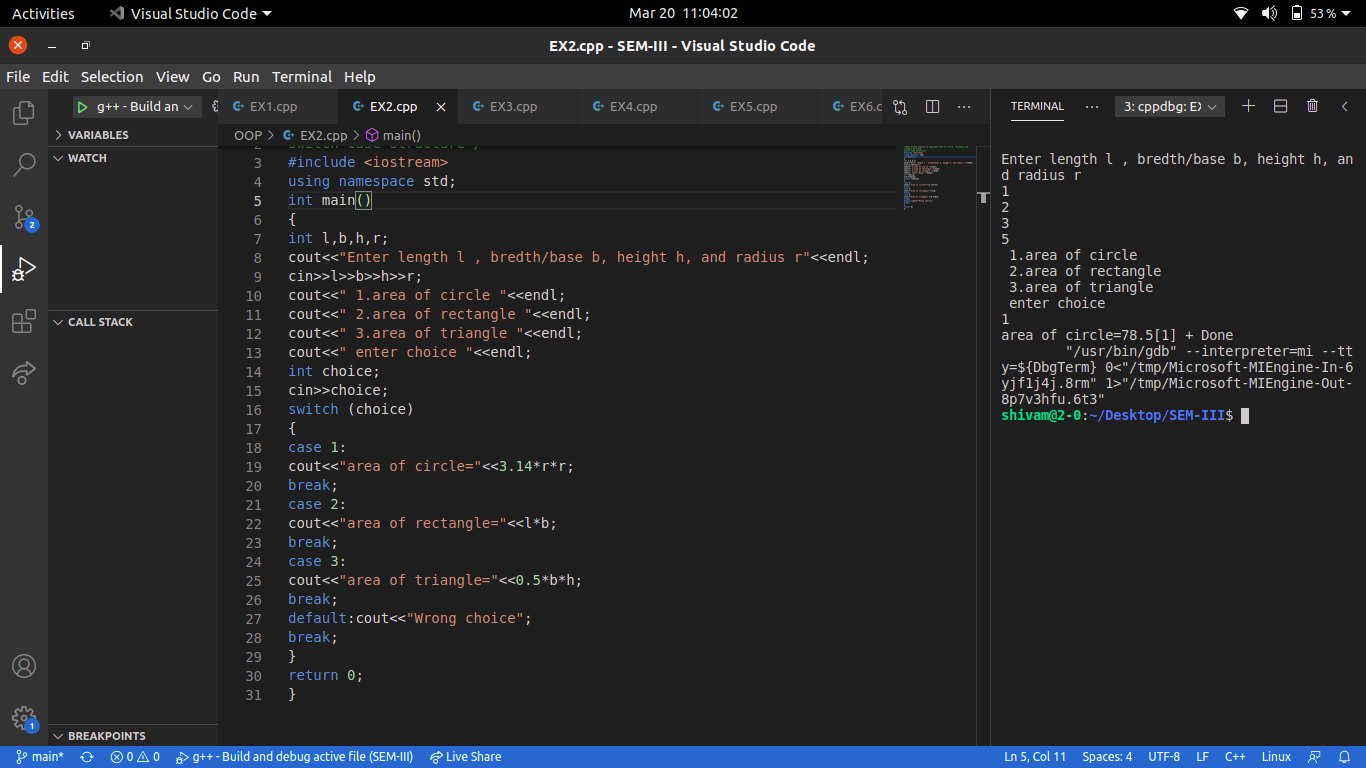 Activities Visual Studio Code Mar 20 11:04:02 53 %
EX2.cpp - SEM-III - Visual Studio Code
File Edit Selection View Go Run Terminal Help
g++ - Build an
EX1.cpp EX2.cpp EX3.cpp EX4.cpp EX5.cpp EX6.c
OOP > EX2.cpp > main()
VARIABLES
WATCH
CALL STACK
BREAKPOINTS
2
1
3 #include <iostream>
4 using namespace std;
5 int main()
6 {
7 int l,b,h,r;
8 cout<<"Enter length l , bredth/base b, height h, and radius r"<<endl;
9 cin>>l>>b>>h>>r;
10 cout<<" 1.area of circle "<<endl;
11 cout<<" 2.area of rectangle "<<endl;
12 cout<<" 3.area of triangle "<<endl;
13 cout<<" enter choice "<<endl;
14 int choice;
15 cin>>choice;
16 switch (choice)
17 {
18 case 1:
19 cout<<"area of circle="<<3.14*r*r;
20 break;
21 case 2:
22 cout<<"area of rectangle="<<l*b;
23 break;
24 case 3:
25 cout<<"area of triangle="<<0.5*b*h;
26 break;
27 default:cout<<"Wrong choice";
28 break;
29 }
30 return 0;
31 }
TERMINAL ··· 3: cppdbg: E
Enter length l , bredth/base b, height h, an
d radius r
1
2
3
5
 1.area of circle
 2.area of rectangle
 3.area of triangle
 enter choice
1
area of circle=78.5[1] + Done
"/usr/bin/gdb" --interpreter=mi --tt
y=${DbgTerm} 0<"/tmp/Microsoft-MIEngine-In-6
yjf1j4j.8rm" 1>"/tmp/Microsoft-MIEngine-Out-
8p7v3hfu.6t3"
shivam@2-0:~/Desktop/SEM-III$
main* 0 0 g++ - Build and debug active file (SEM-III) Live Share Ln 5, Col 11 Spaces: 4 UTF-8 LF C++ Linux